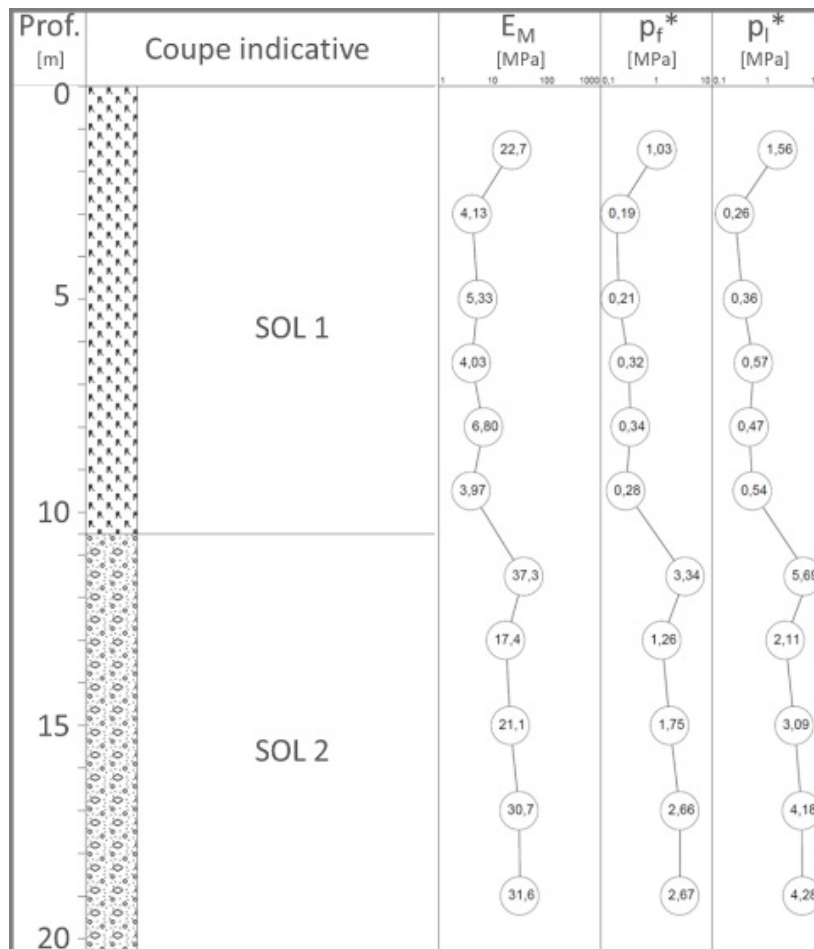 Prof.
[m]
Coupe indicative
E_M
[MPa]
p_f*
[MPa]
p_l*
[MPa]
1 10 100 1000 0,1 1 10 0,1 1
0
22,7 1,03 1,56
4,13 0,19 0,26
5
5,33 0,21 0,36
SOL 1
4,03 0,32 0,57
6,80 0,34 0,47
3,97 0,28 0,54
10
37,3 3,34 5,69
17,4 1,26 2,11
15
21,1 1,75 3,09
SOL 2
30,7 2,66 4,18
31,6 2,67 4,28
20